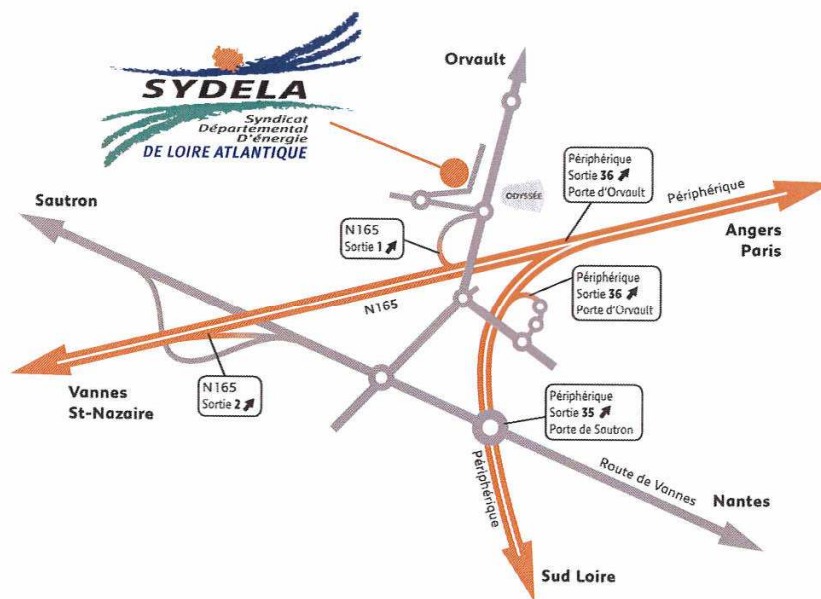 SYDELA
Syndicat
Départemental
D'énergie
DE LOIRE ATLANTIQUE
Orvault
Sautron
ODYSSÉE
Périphérique
Sortie 36
Porte d'Orvault
Périphérique
Angers
Paris
N165
Sortie 1
N165
Périphérique
Sortie 36
Porte d'Orvault
Vannes
St-Nazaire
N165
Sortie 2
Périphérique
Sortie 35
Porte de Sautron
Périphérique
Route de Vannes
Nantes
Sud Loire